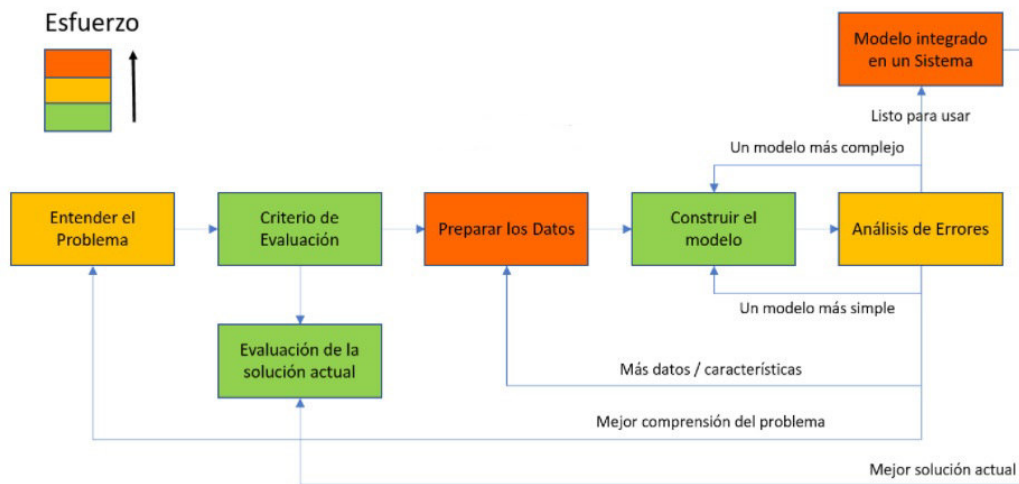 Esfuerzo
Modelo integrado
en un Sistema
Listo para usar
Un modelo más complejo
Entender el
Problema
Criterio de
Evaluación
Preparar los Datos
Construir el
modelo
Análisis de Errores
Un modelo más simple
Evaluación de la
solución actual
Más datos / características
Mejor comprensión del problema
Mejor solución actual